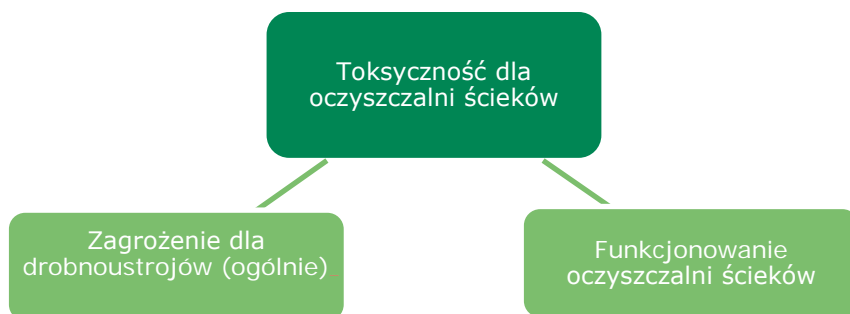 Toksyczność dla
oczyszczalni ścieków
Zagrożenie dla
drobnoustrojów (ogólnie)
Funkcjonowanie
oczyszczalni ścieków